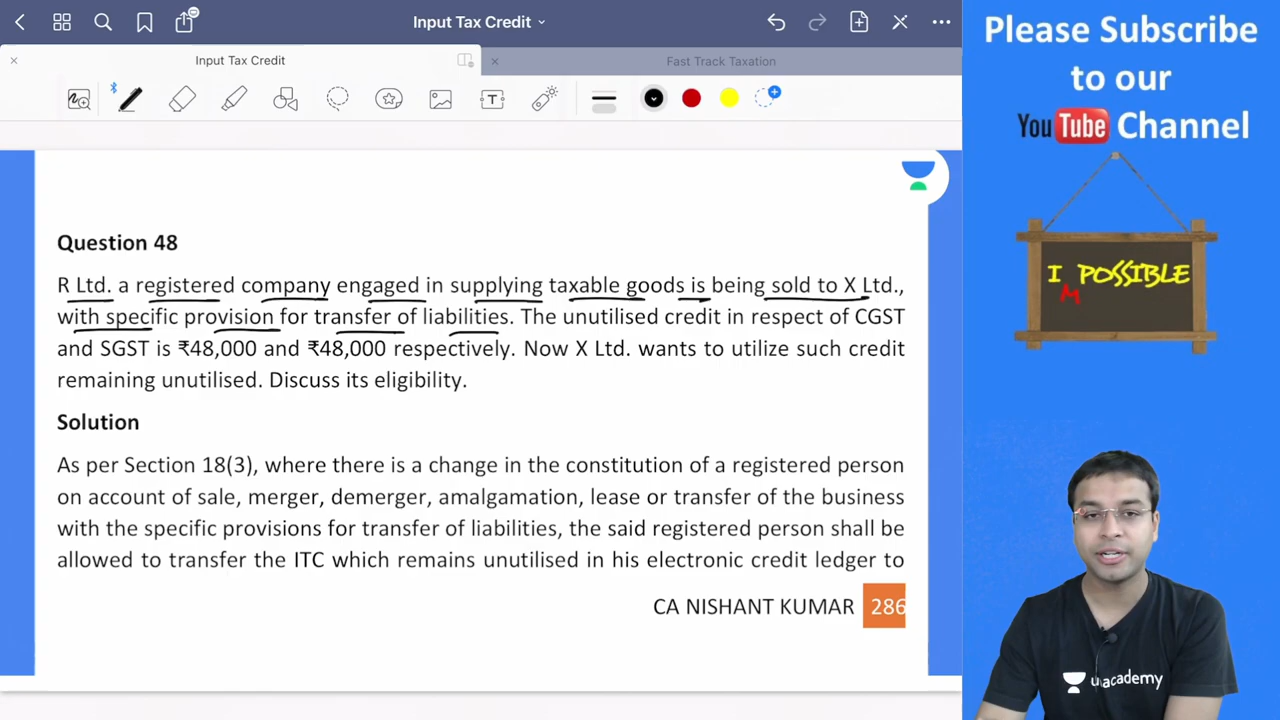 Input Tax Credit
Please Subscribe
to our
YouTube Channel
Input Tax Credit
Fast Track Taxation
T
I POSSIBLE
M
Question 48
R Ltd. a registered company engaged in supplying taxable goods is being sold to X Ltd.,
with specific provision for transfer of liabilities. The unutilised credit in respect of CGST
and SGST is ₹48,000 and ₹48,000 respectively. Now X Ltd. wants to utilize such credit
remaining unutilised. Discuss its eligibility.
Solution
As per Section 18(3), where there is a change in the constitution of a registered person
on account of sale, merger, demerger, amalgamation, lease or transfer of the business
with the specific provisions for transfer of liabilities, the said registered person shall be
allowed to transfer the ITC which remains unutilised in his electronic credit ledger to
CA NISHANT KUMAR 286
unacademy